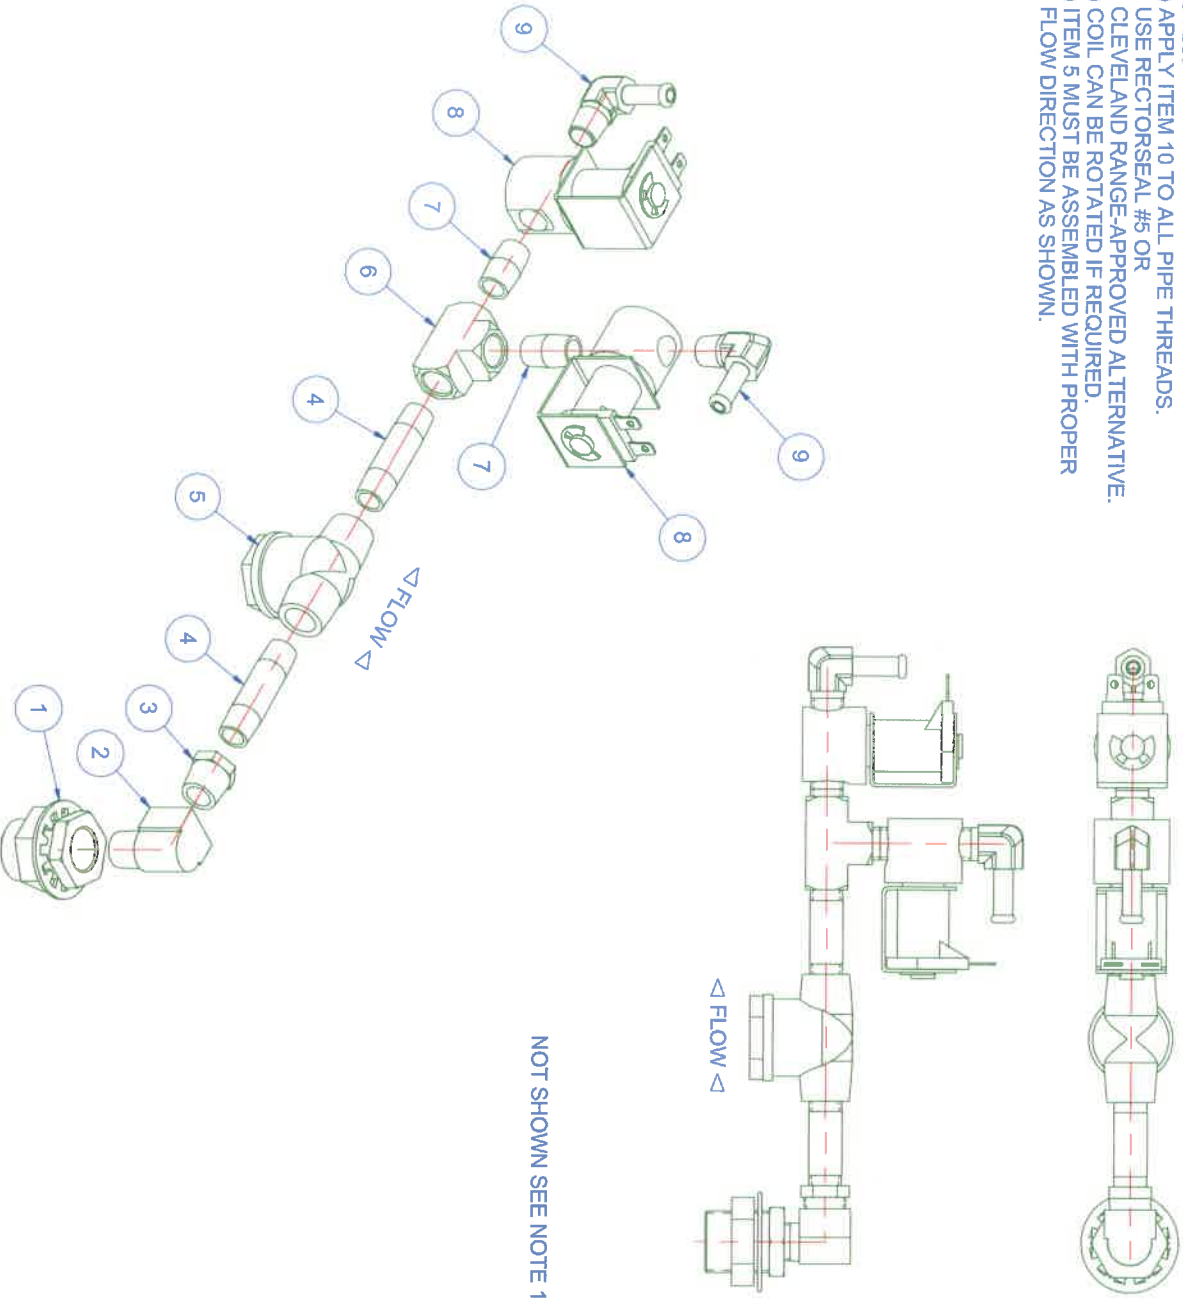 APPLY ITEM 10 TO ALL PIPE THREADS.
USE RECTORSEAL #5 OR
CLEVELAND RANGE-APPROVED ALTERNATIVE.
COIL CAN BE ROTATED IF REQUIRED.
ITEM 5 MUST BE ASSEMBLED WITH PROPER
FLOW DIRECTION AS SHOWN.
9
8
7
6
4
5
4
3
2
1
7
8
9
FLOW
FLOW
NOT SHOWN SEE NOTE 1